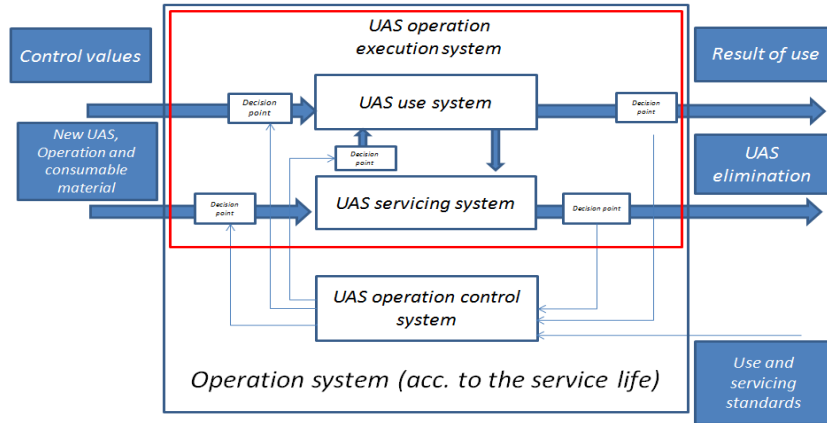 UAS operation
execution system
Control values
Result of use
Decision
point
UAS use system
Decision
point
New UAS,
Operation and
consumable
material
Decision
point
UAS
elimination
Decision
point
UAS servicing system
Decision point
UAS operation control
system
Use and
servicing
standards
Operation system (acc. to the service life)